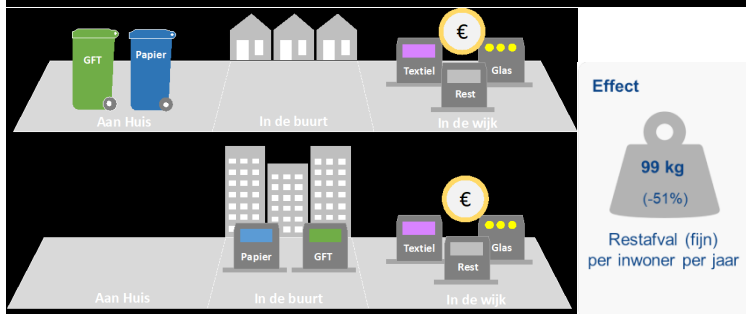 GFT
Papier
€
Textiel
Glas
Rest
Aan Huis
In de buurt
In de wijk
Papier
GFT
€
Textiel
Glas
Rest
Aan Huis
In de buurt
In de wijk
Effect
99 kg
(-51%)
Restafval (fijn)
per inwoner per jaar